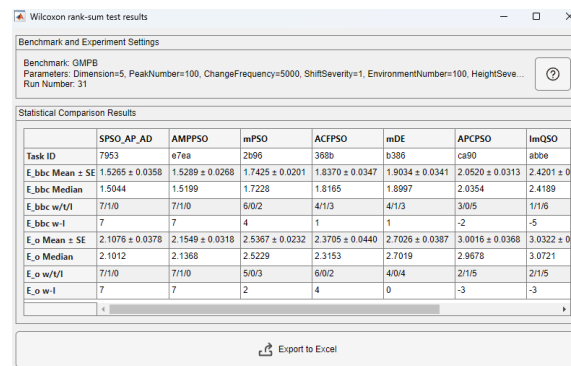 Wilcoxon rank-sum test results
Benchmark and Experiment Settings
Benchmark: GMPB
Parameters: Dimension=5, PeakNumber=100, ChangeFrequency=5000, ShiftSeverity=1, EnvironmentNumber=100, HeightSeve...
Run Number: 31
Statistical Comparison Results
SPSO_AP_AD AMPPSO mPSO ACFPSO mDE APCPSO ImQSO
Task ID 7953 e7ea 2b96 368b b386 ca90 abbe
E_bbc Mean ± SE 1.5265 ± 0.0358 1.5289 ± 0.0268 1.7425 ± 0.0201 1.8370 ± 0.0347 1.9034 ± 0.0341 2.0520 ± 0.0313 2.4201 ± 0
E_bbc Median 1.5044 1.5199 1.7228 1.8165 1.8997 2.0354 2.4189
E_bbc w/t/l 7/1/0 7/1/0 6/0/2 4/1/3 4/1/3 3/0/5 1/1/6
E_bbc w-l 7 7 4 1 1 -2 -5
E_o Mean ± SE 2.1076 ± 0.0378 2.1549 ± 0.0318 2.5367 ± 0.0232 2.3705 ± 0.0440 2.7026 ± 0.0387 3.0016 ± 0.0368 3.0322 ± 0
E_o Median 2.1012 2.1368 2.5229 2.3153 2.7019 2.9678 3.0721
E_o w/t/l 7/1/0 7/1/0 5/0/3 6/0/2 4/0/4 2/1/5 2/1/5
E_o w-l 7 7 2 4 0 -3 -3
Export to Excel